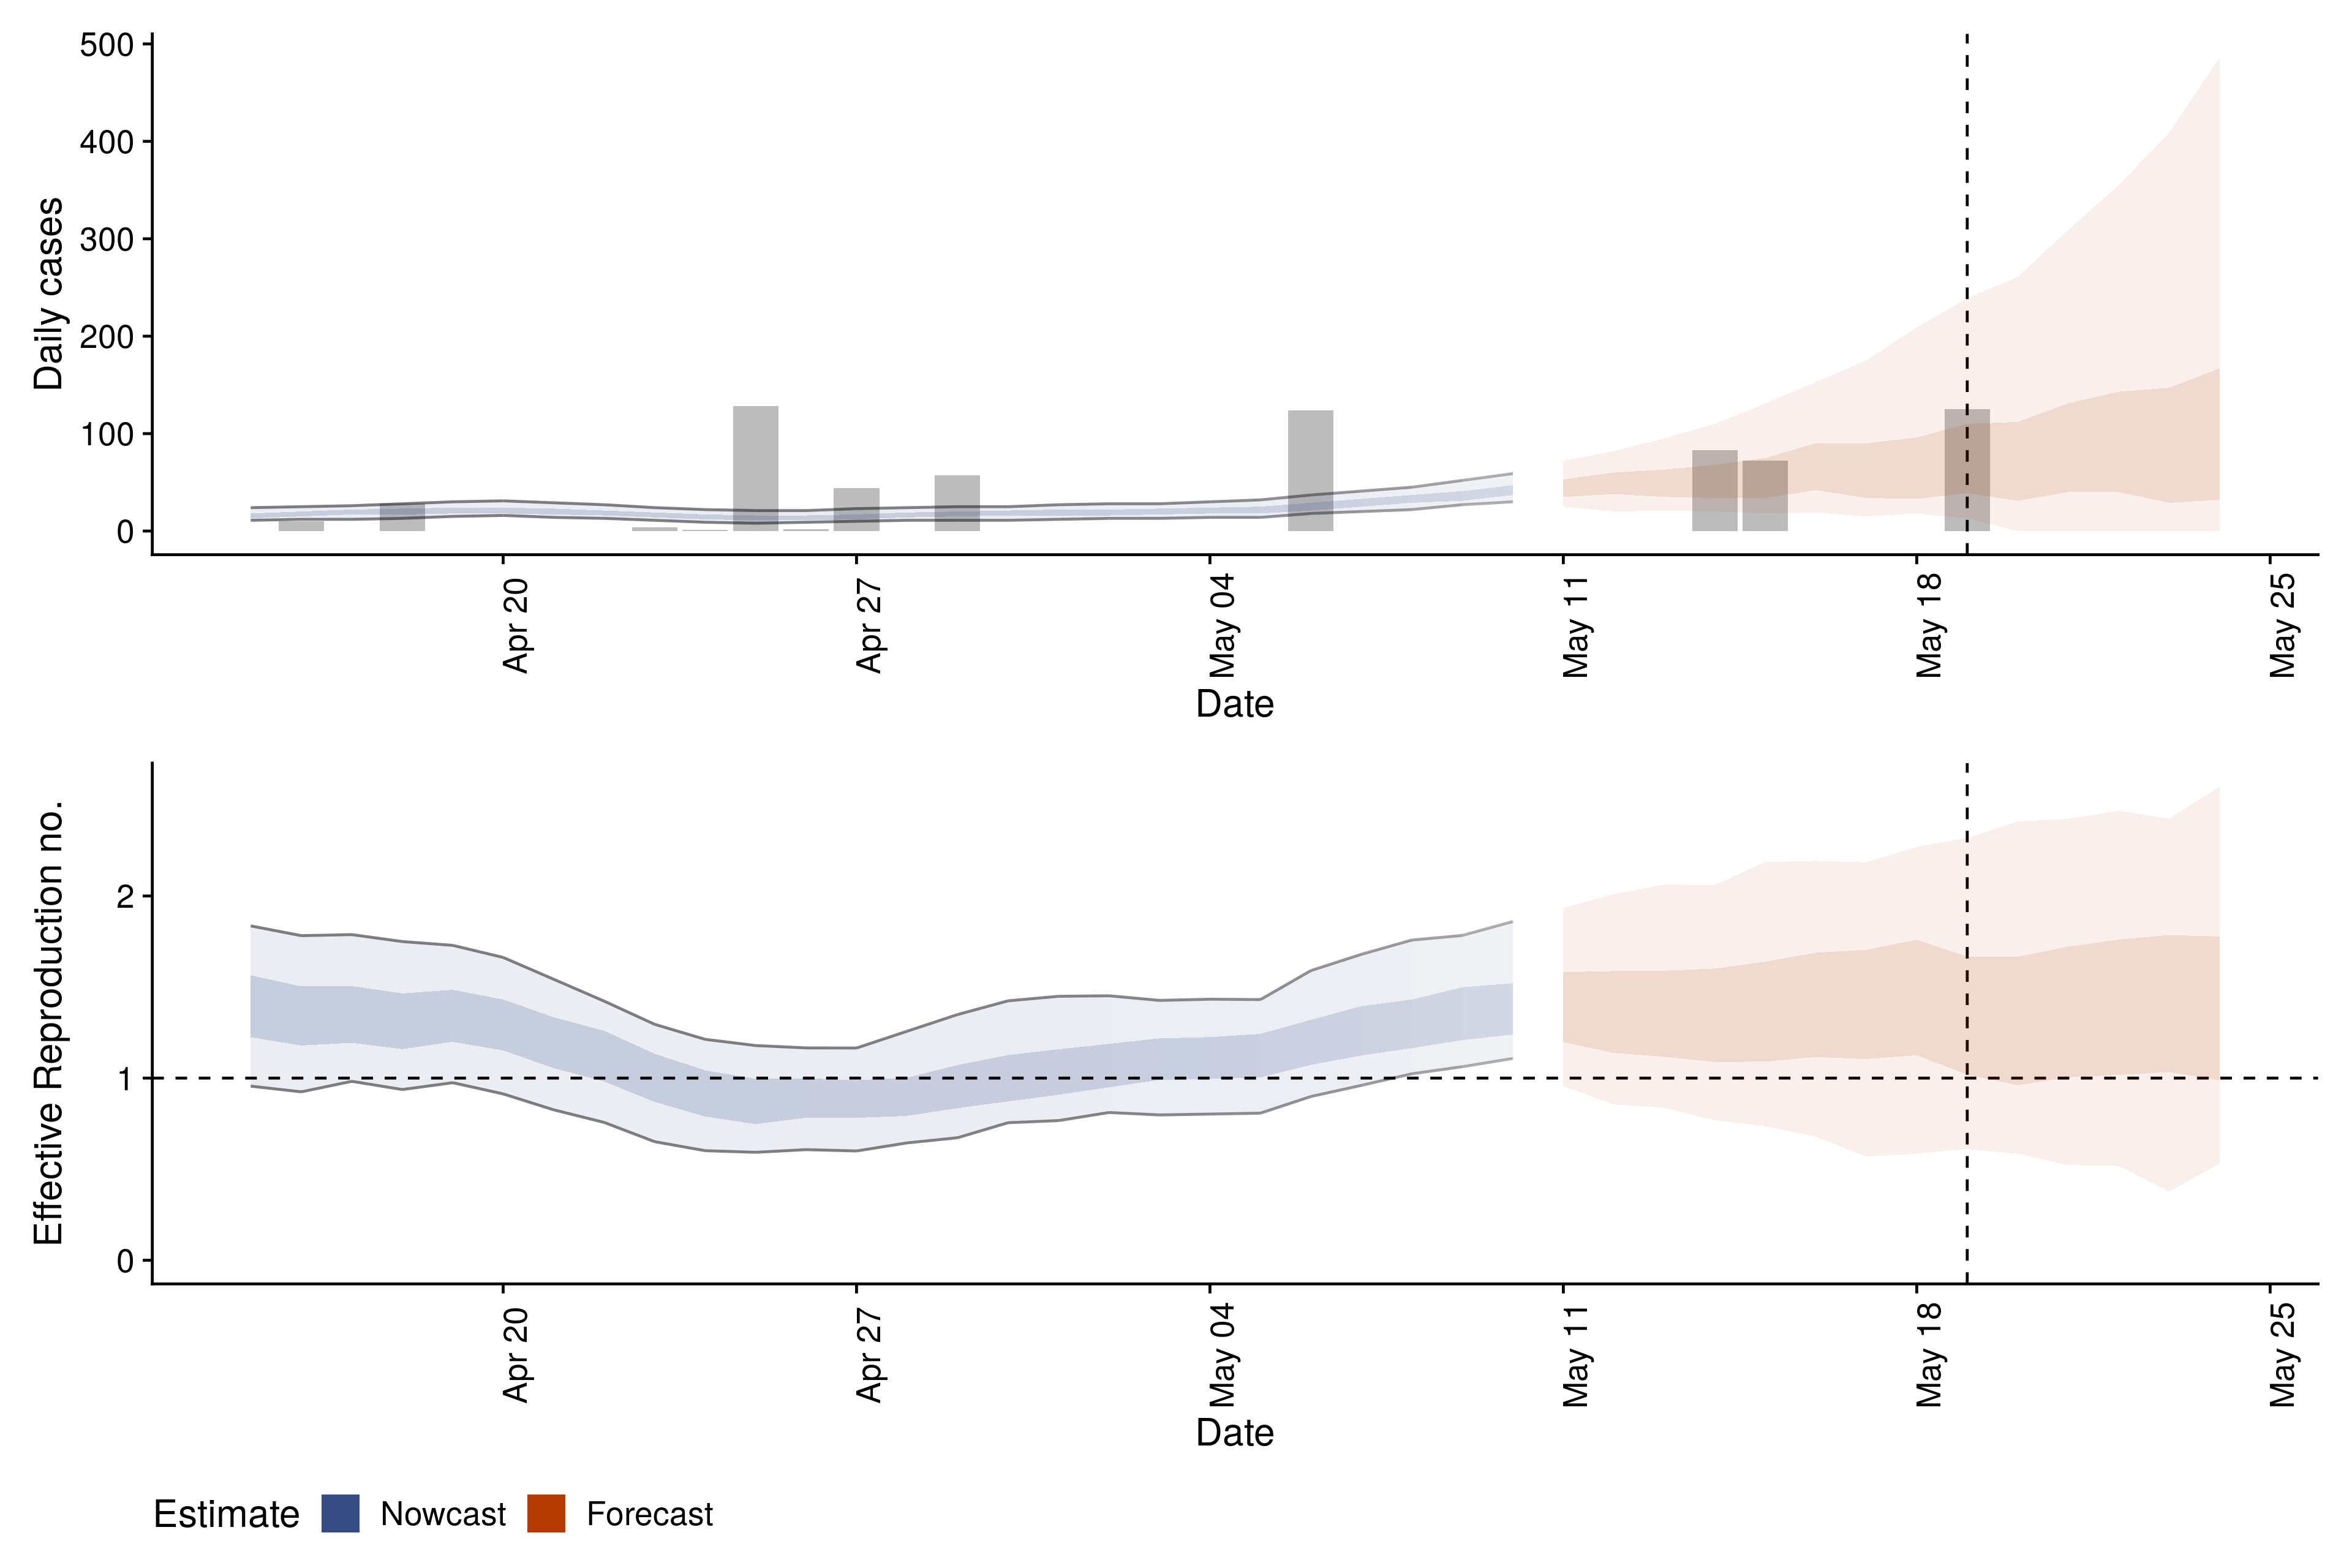 500
400
300
200
100
0
Daily cases
Apr 20
Apr 27
May 04
May 11
May 18
May 25
Date
2
1
0
Effective Reproduction no.
Apr 20
Apr 27
May 04
May 11
May 18
May 25
Date
Estimate Nowcast Forecast